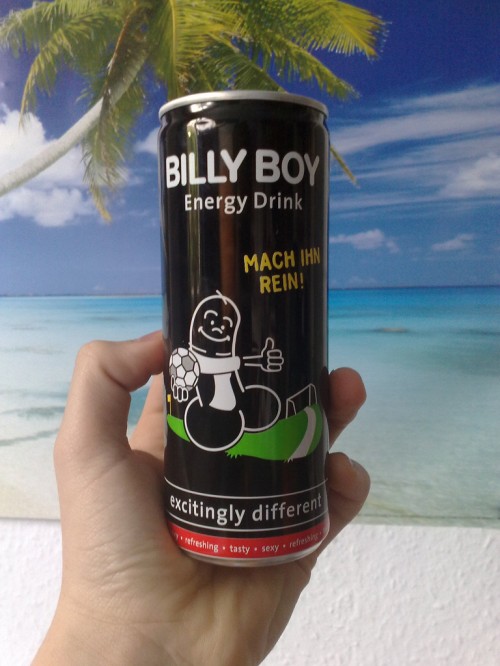 BILLY BOY
Energy Drink
MACH IHN
REIN!
excitingly different
• refreshing • tasty • sexy • refreshing